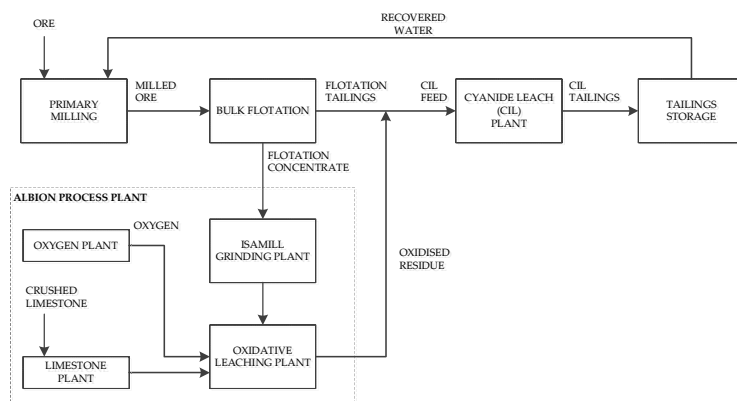 ORE
RECOVERED
WATER
PRIMARY
MILLING
MILLED
ORE
BULK FLOTATION
FLOTATION
TAILINGS
CIL
FEED
CYANIDE LEACH
(CIL)
PLANT
CIL
TAILINGS
TAILINGS
STORAGE
FLOTATION
CONCENTRATE
ALBION PROCESS PLANT
OXYGEN PLANT
OXYGEN
ISAMILL
GRINDING PLANT
OXIDISED
RESIDUE
CRUSHED
LIMESTONE
LIMESTONE
PLANT
OXIDATIVE
LEACHING PLANT